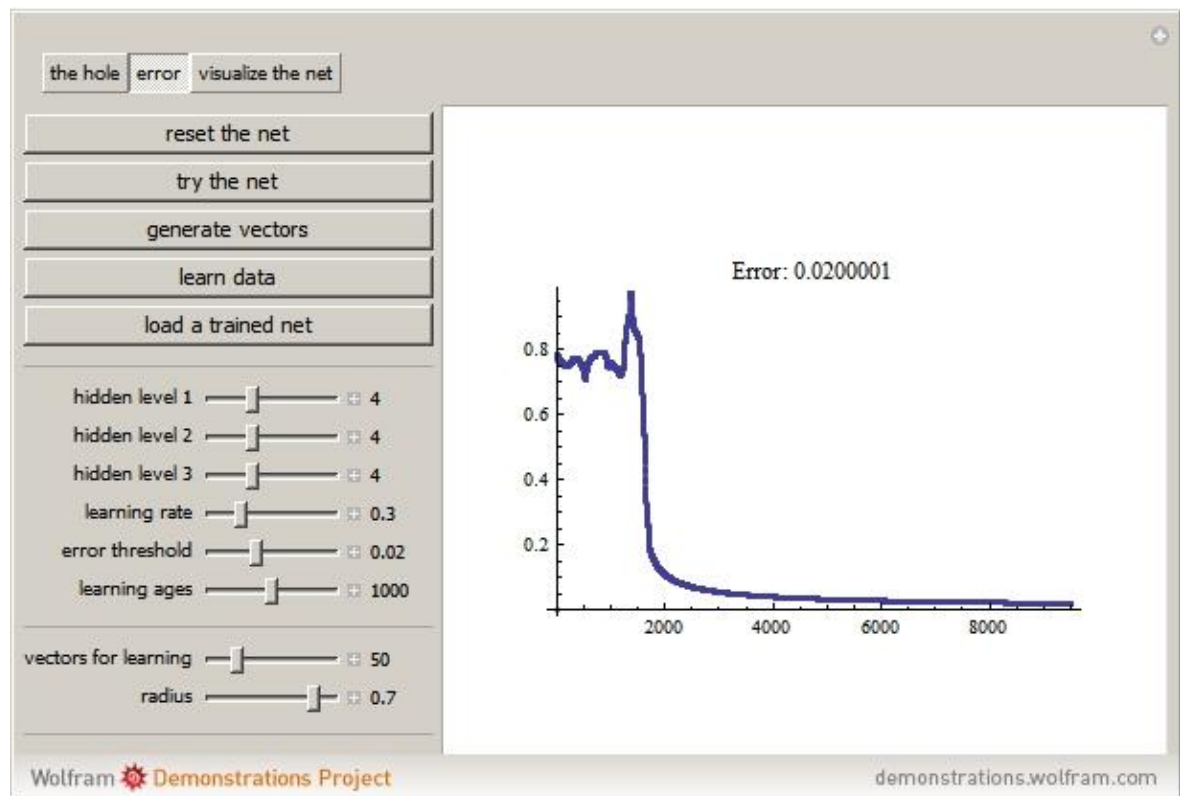 the hole error visualize the net
reset the net
try the net
generate vectors
learn data
load a trained net
hidden level 1 4
hidden level 2 4
hidden level 3 4
learning rate 0.3
error threshold 0.02
learning ages 1000
vectors for learning 50
radius 0.7
Error: 0.0200001
0.8
0.6
0.4
0.2
2000 4000 6000 8000
Wolfram Demonstrations Project
demonstrations.wolfram.com